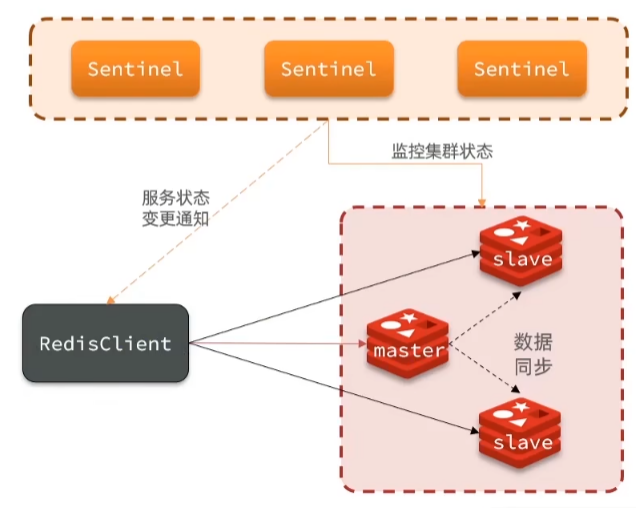 Sentinel
Sentinel
Sentinel
监控集群状态
服务状态
变更通知
slave
RedisClient
master
数据
同步
slave